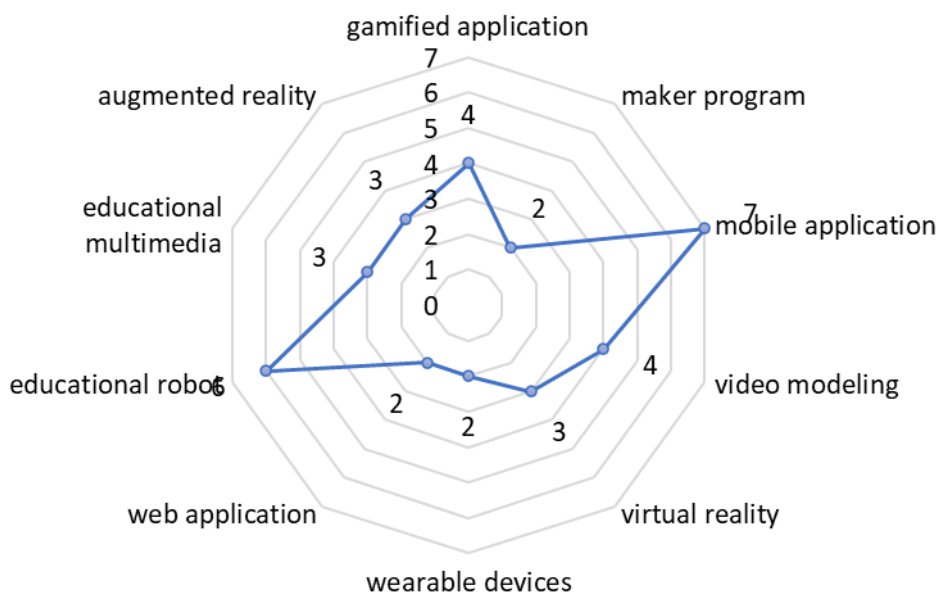 gamified application
7
augmented reality
6
maker program
4
5
4
3
3
2
educational
multimedia
7
mobile application
2
3
1
0
4
educational robot
6
video modeling
2
2
3
web application
virtual reality
wearable devices